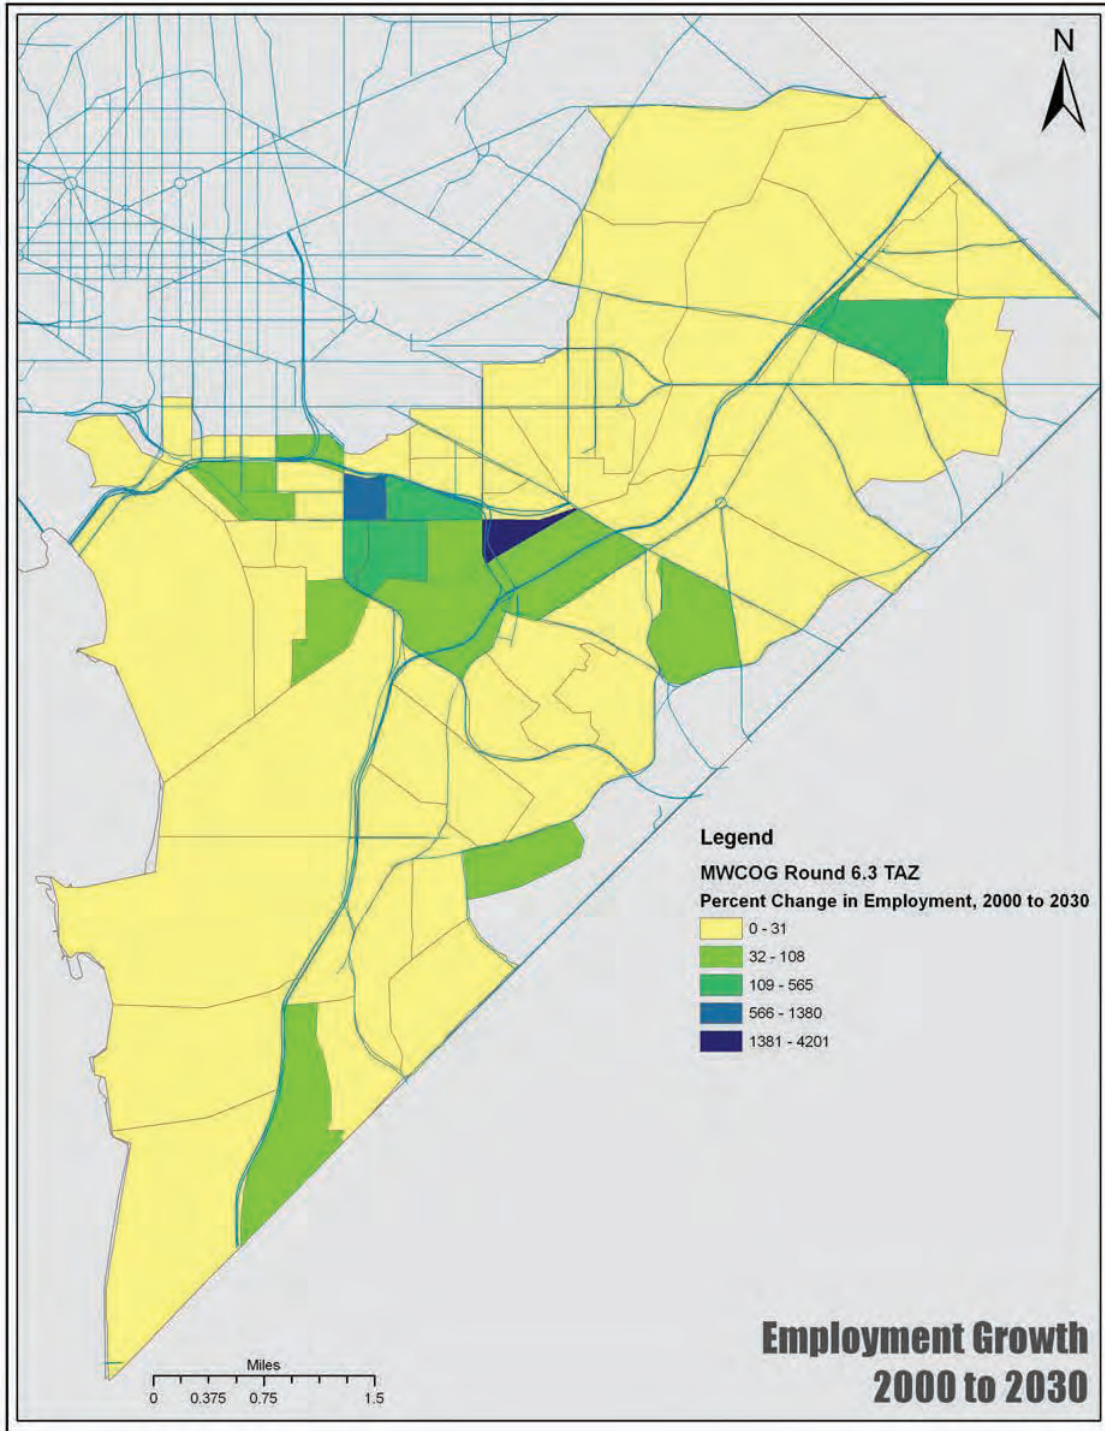 N
Legend
MWCOG Round 6.3 TAZ
Percent Change in Employment, 2000 to 2030
0 - 31
32 - 108
109 - 565
566 - 1380
1381 - 4201
Employment Growth
2000 to 2030
Miles
0 0.375 0.75 1.5